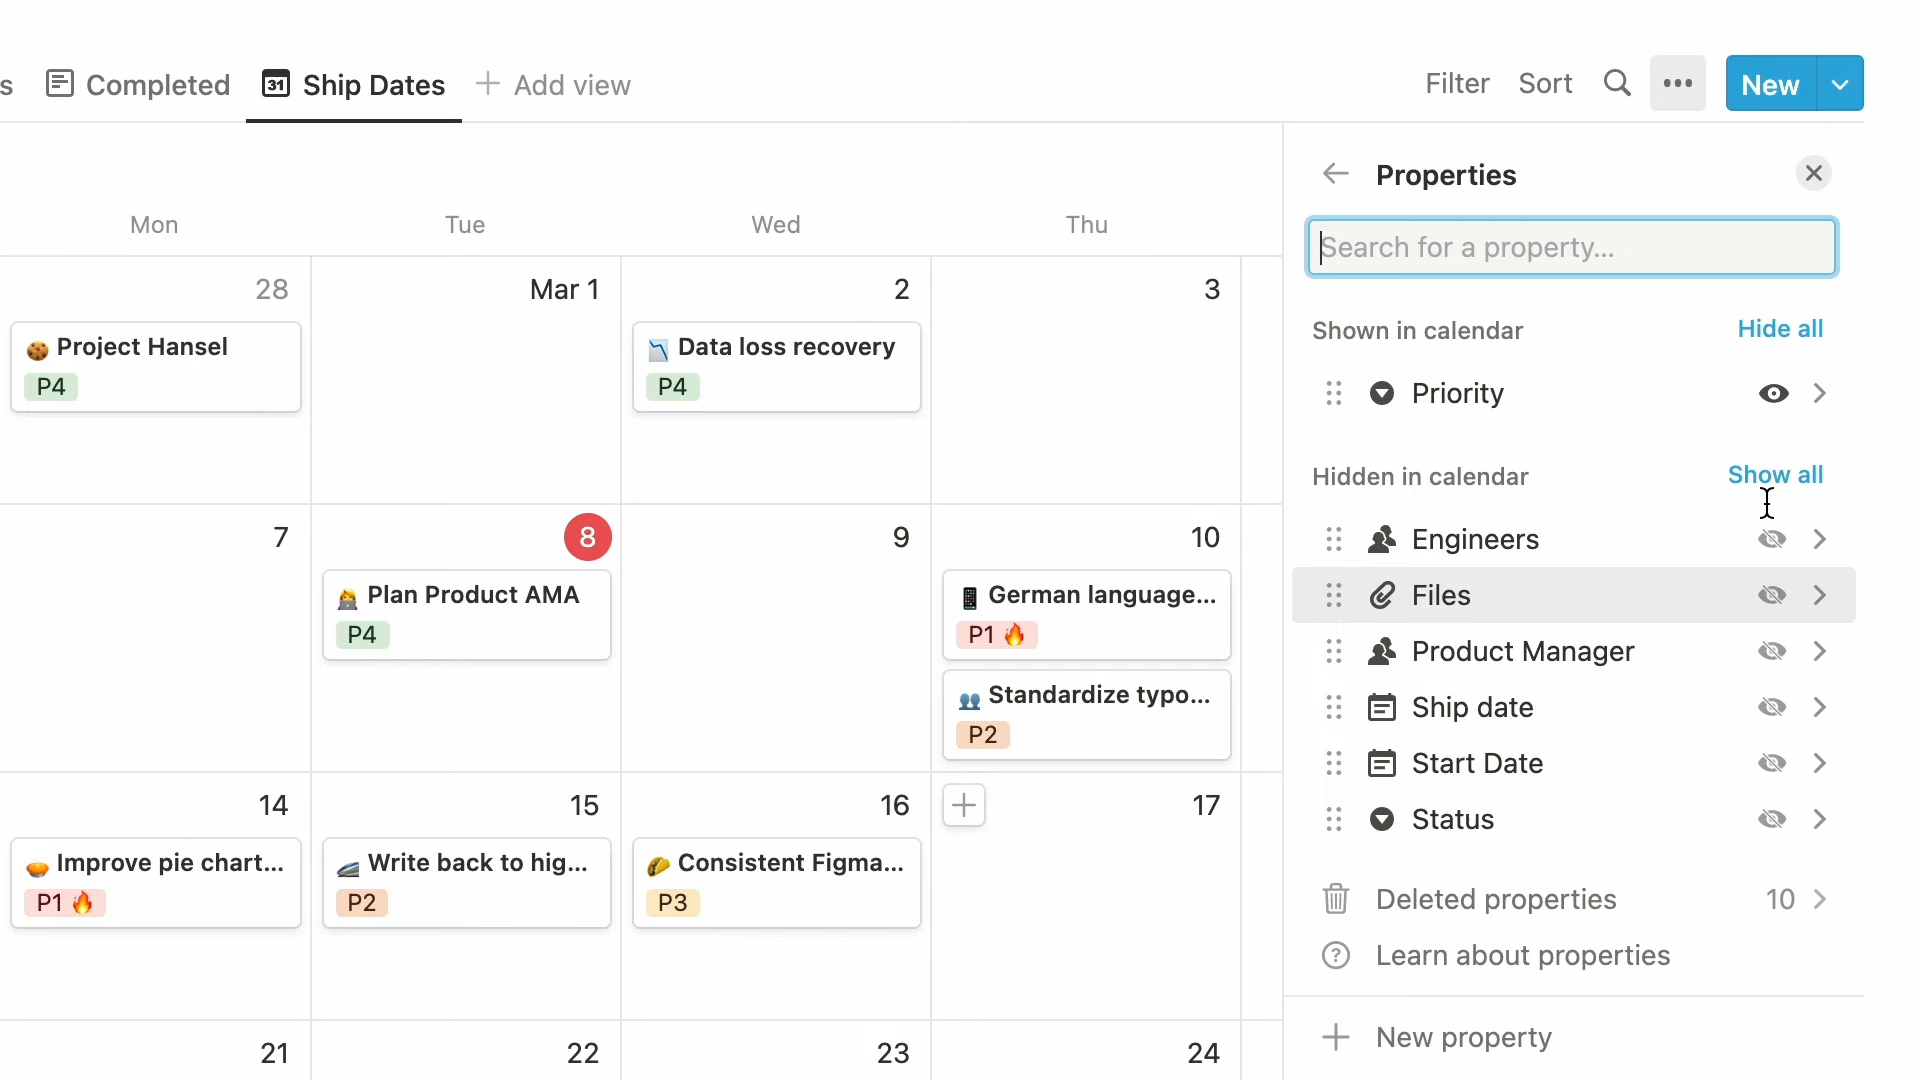 s Completed 31 Ship Dates + Add view Filter Sort ••• New
Properties
Mon Tue Wed Thu
Search for a property...
28 Mar 1 2 3
Shown in calendar Hide all
Project Hansel
P4
Data loss recovery
P4
Priority
Hidden in calendar Show all
7 8 9 10
Engineers
Plan Product AMA
P4
German language...
P1 🔥
Files
Product Manager
Standardize typo...
P2
Ship date
Start Date
14 15 16 + 17
Status
Improve pie chart...
P1 🔥
Write back to hig...
P2
Consistent Figma...
P3
Deleted properties 10
? Learn about properties
+ New property
21 22 23 24